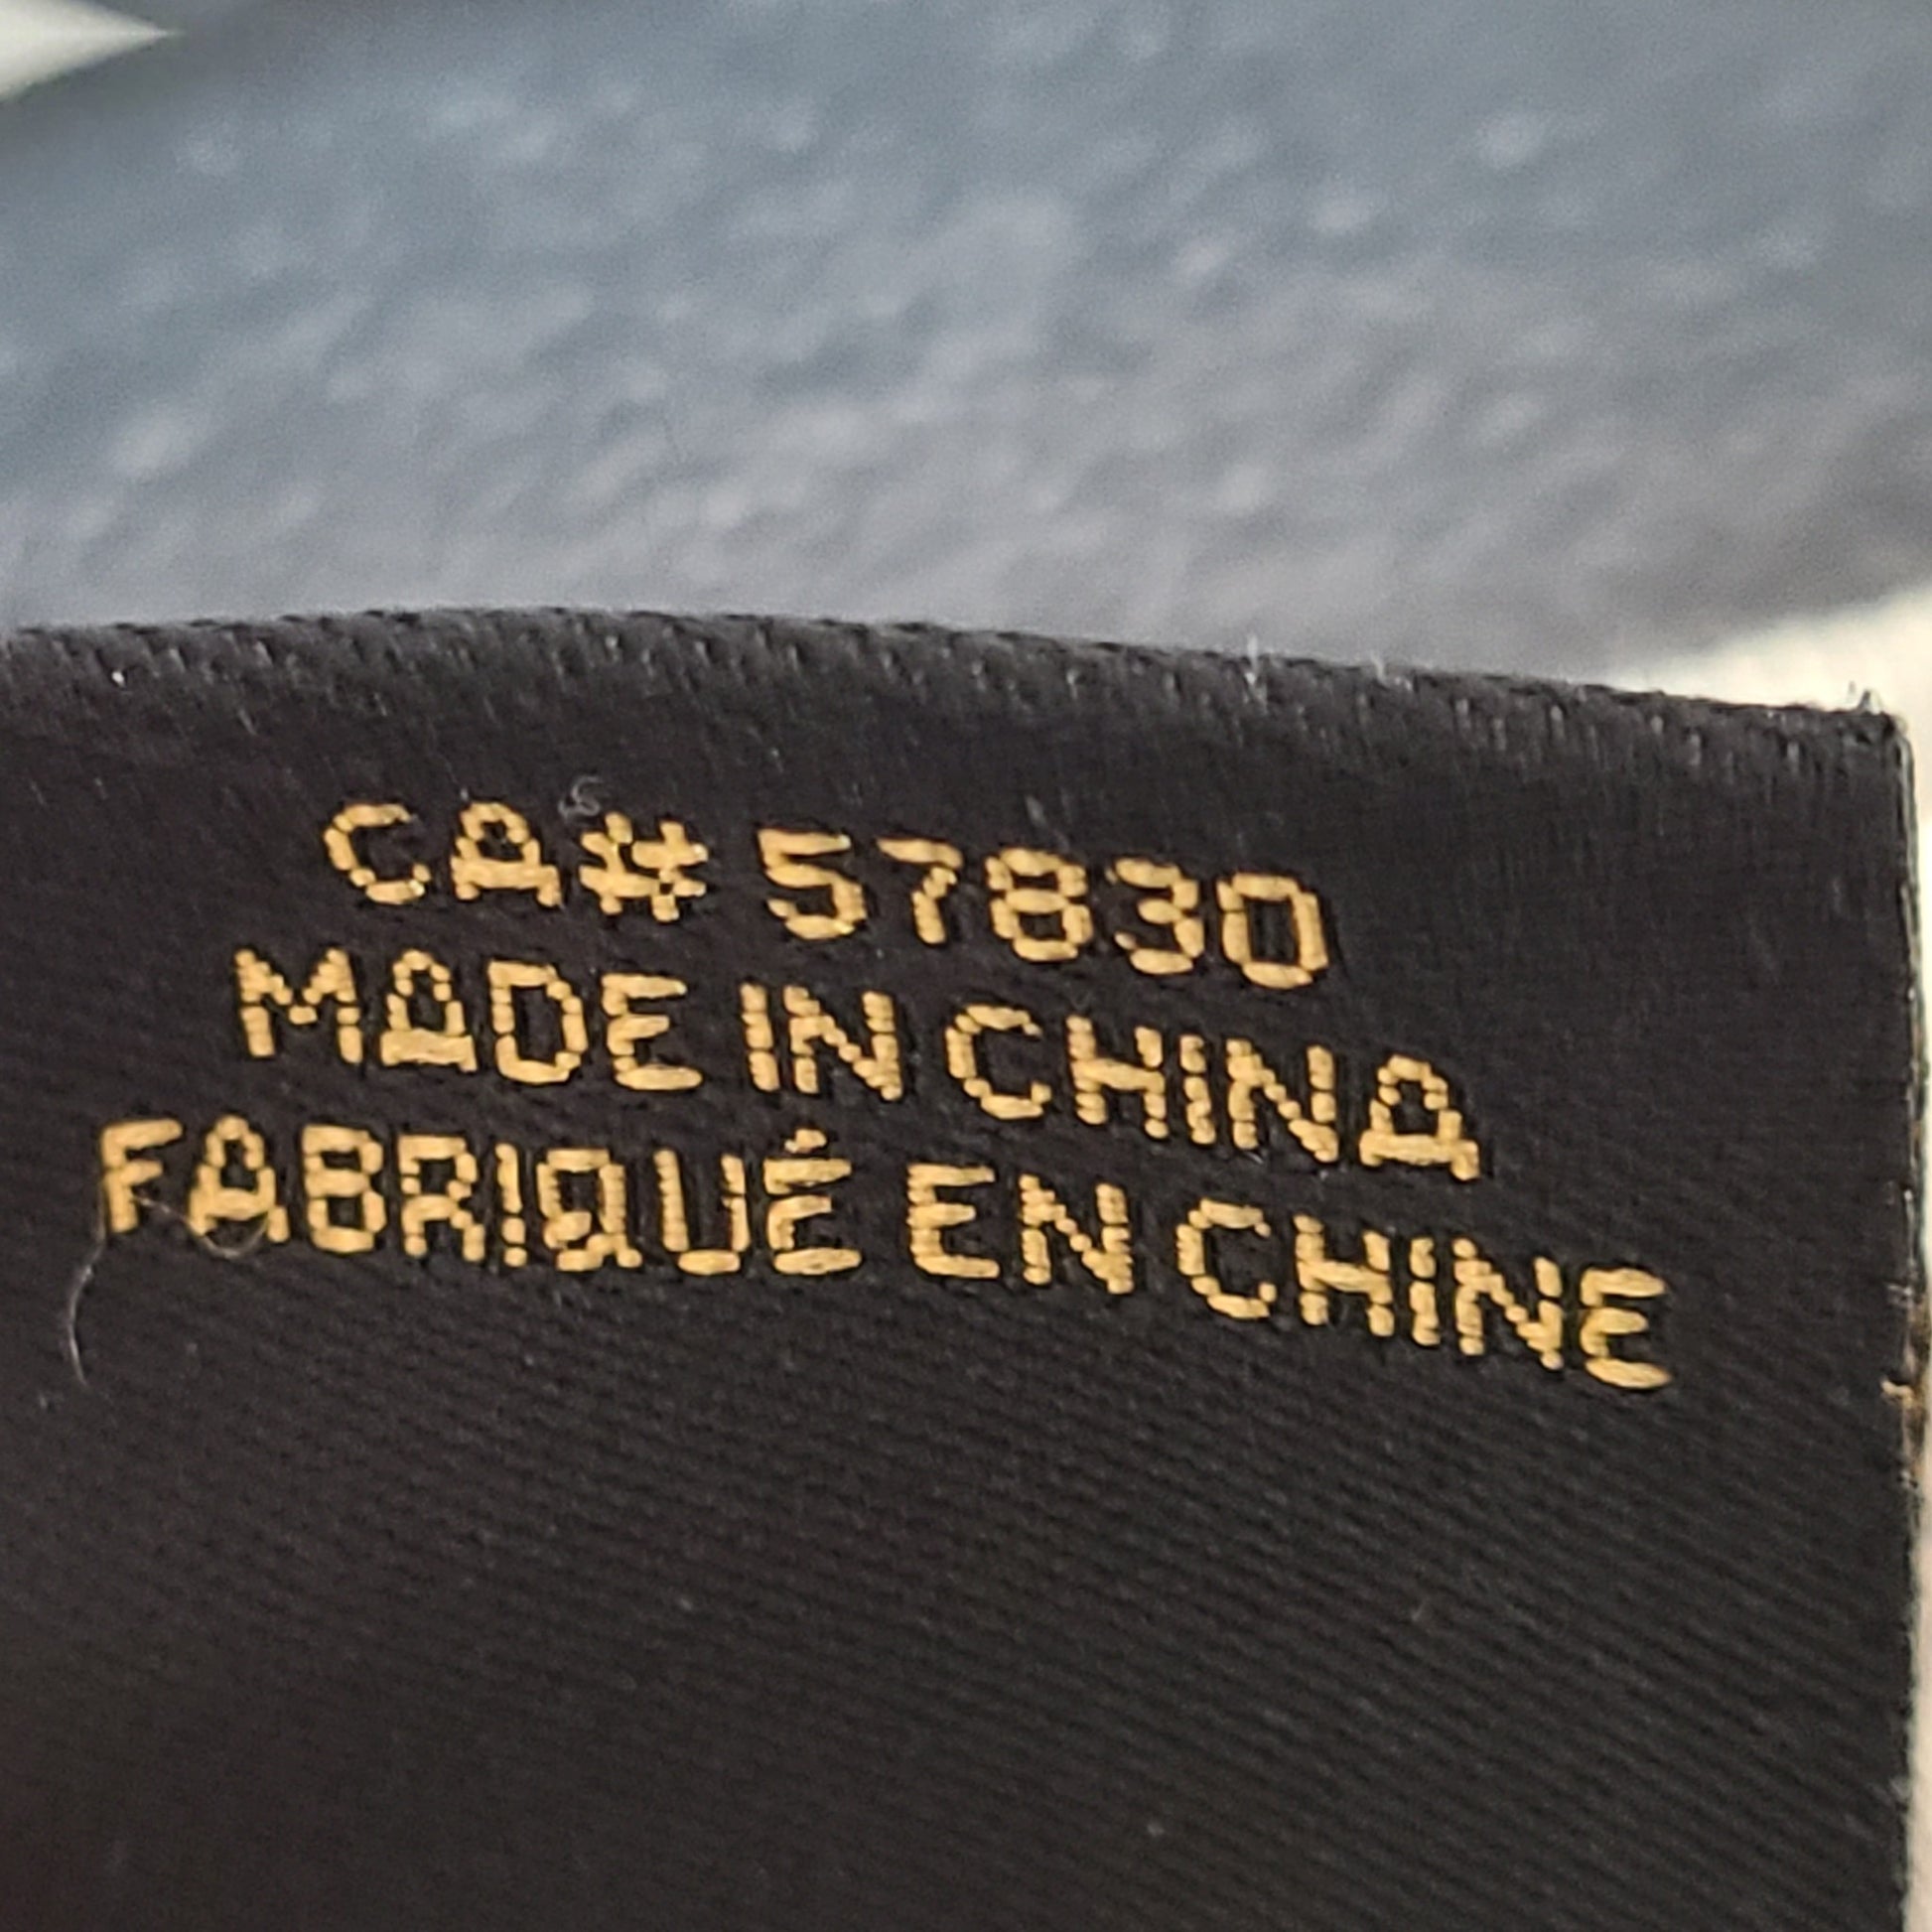 CA# 57830
MADE IN CHINA
FABRIQUÉ EN CHINE